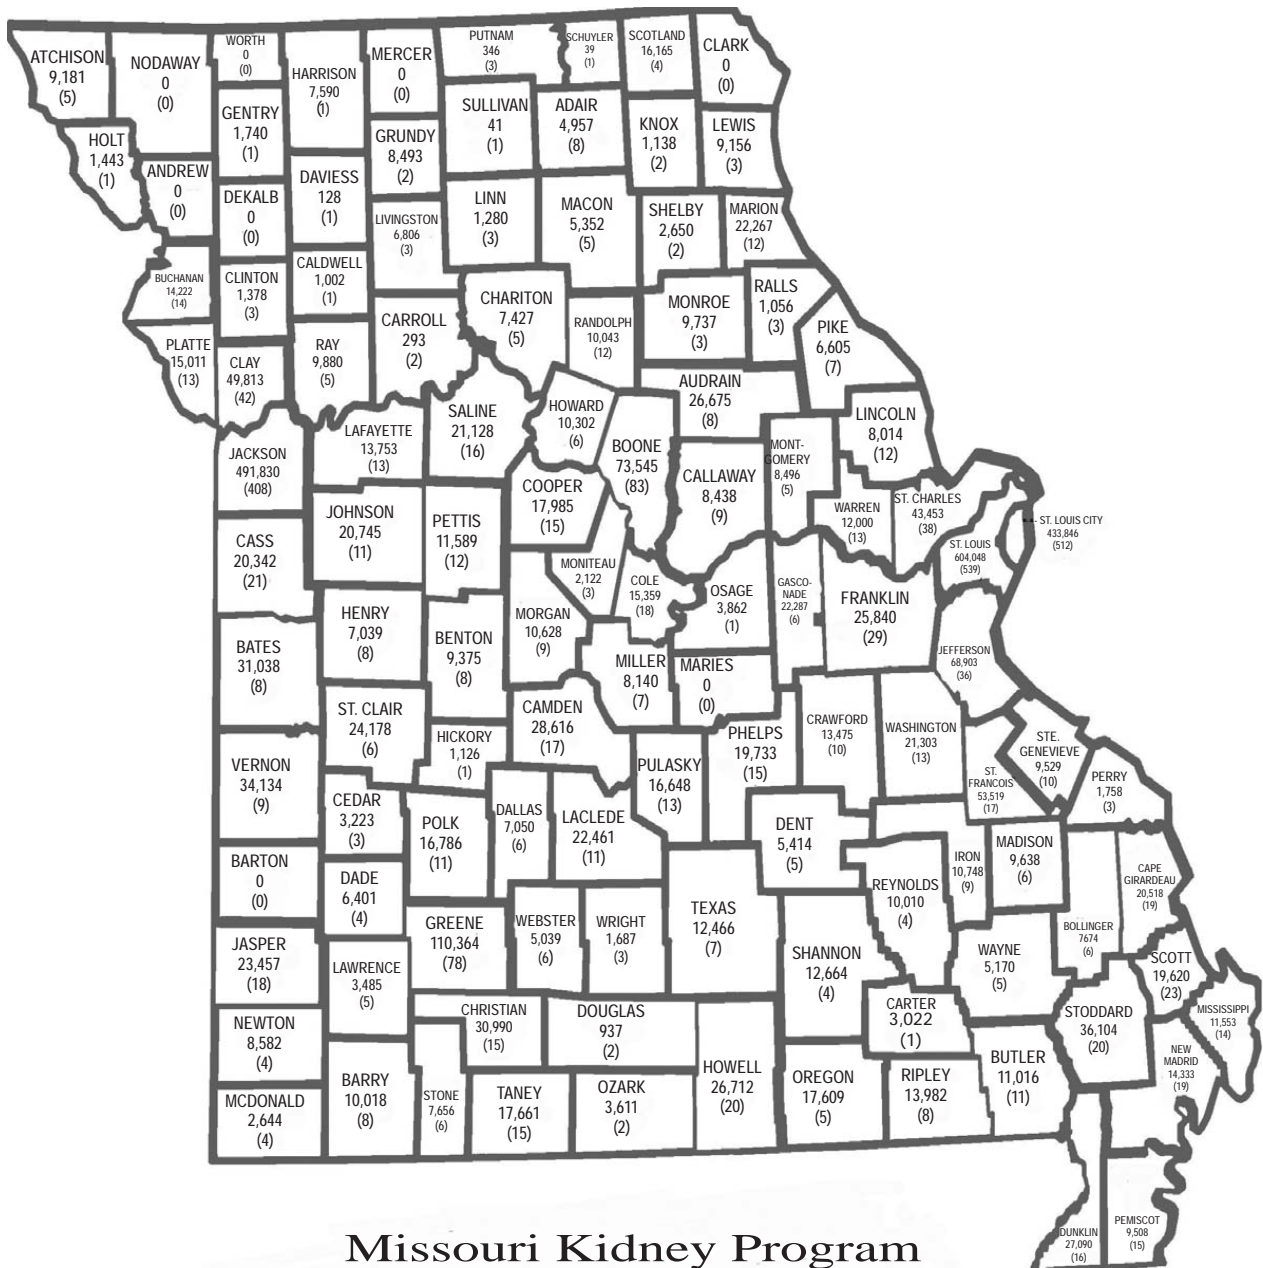 ATCHISON
9,181
(5)
NODAWAY
0
(0)
WORTH
0
(0)
HARRISON
7,590
(1)
MERCER
0
(0)
PUTNAM
346
(3)
SCHUYLER
39
(1)
SCOTLAND
16,165
(4)
CLARK
0
(0)
HOLT
1,443
(1)
ANDREW
0
(0)
GENTRY
1,740
(1)
DEKALB
0
(0)
DAVIESS
128
(1)
GRUNDY
8,493
(2)
LIVINGSTON
6,806
(3)
SULLIVAN
41
(1)
ADAIR
4,957
(8)
KNOX
1,138
(2)
LEWIS
9,156
(3)
LINN
1,280
(3)
MACON
5,352
(5)
SHELBY
2,650
(2)
MARION
22,267
(12)
BUCHANAN
14,222
(14)
CLINTON
1,378
(3)
CALDWELL
1,002
(1)
CARROLL
293
(2)
CHARITON
7,427
(5)
RANDOLPH
10,043
(12)
MONROE
9,737
(3)
RALLS
1,056
(3)
PIKE
6,605
(7)
PLATTE
15,011
(13)
CLAY
49,813
(42)
RAY
9,880
(5)
AUDRAIN
26,675
(8)
LINCOLN
8,014
(12)
JACKSON
491,830
(408)
LAFAYETTE
13,753
(13)
SALINE
21,128
(16)
HOWARD
10,302
(6)
BOONE
73,545
(83)
CALLAWAY
8,438
(9)
MONT-
GOMERY
8,496
(5)
WARREN
12,000
(13)
ST. CHARLES
43,453
(38)
ST. LOUIS CITY
433,846
(512)
ST. LOUIS
604,048
(539)
CASS
20,342
(21)
JOHNSON
20,745
(11)
PETTIS
11,589
(12)
COOPER
17,985
(15)
MONITEAU
2,122
(3)
COLE
15,359
(18)
OSAGE
3,862
(1)
GASCO-
NADE
22,287
(6)
FRANKLIN
25,840
(29)
JEFFERSON
68,903
(36)
BATES
31,038
(8)
HENRY
7,039
(8)
BENTON
9,375
(8)
MORGAN
10,628
(9)
MILLER
8,140
(7)
MARIES
0
(0)
ST. CLAIR
24,178
(6)
HICKORY
1,126
(1)
CAMDEN
28,616
(17)
PULASKY
16,648
(13)
PHELPS
19,733
(15)
CRAWFORD
13,475
(10)
WASHINGTON
21,303
(13)
ST.
FRANCOIS
53,519
(17)
STE.
GENEVIEVE
9,529
(10)
PERRY
1,758
(3)
VERNON
34,134
(9)
CEDAR
3,223
(3)
POLK
16,786
(11)
DALLAS
7,050
(6)
LACLEDE
22,461
(11)
DENT
5,414
(5)
IRON
10,748
(9)
MADISON
9,638
(6)
CAPE
GIRARDEAU
20,518
(19)
BARTON
0
(0)
DADE
6,401
(4)
GREENE
110,364
(78)
WEBSTER
5,039
(6)
WRIGHT
1,687
(3)
TEXAS
12,466
(7)
REYNOLDS
10,010
(4)
SHANNON
12,664
(4)
WAYNE
5,170
(5)
BOLLINGER
7674
(6)
SCOTT
19,620
(23)
MISSISSIPPI
11,553
(14)
JASPER
23,457
(18)
LAWRENCE
3,485
(5)
CHRISTIAN
30,990
(15)
DOUGLAS
937
(2)
CARTER
3,022
(1)
STODDARD
36,104
(20)
NEW
MADRID
14,333
(19)
NEWTON
8,582
(4)
BARRY
10,018
(8)
STONE
7,656
(6)
TANEY
17,661
(15)
OZARK
3,611
(2)
HOWELL
26,712
(20)
OREGON
17,609
(5)
RIPLEY
13,982
(8)
BUTLER
11,016
(11)
MCDONALD
2,644
(4)
DUNKLIN
27,090
(16)
PEMISCOT
9,508
(15)
Missouri Kidney Program